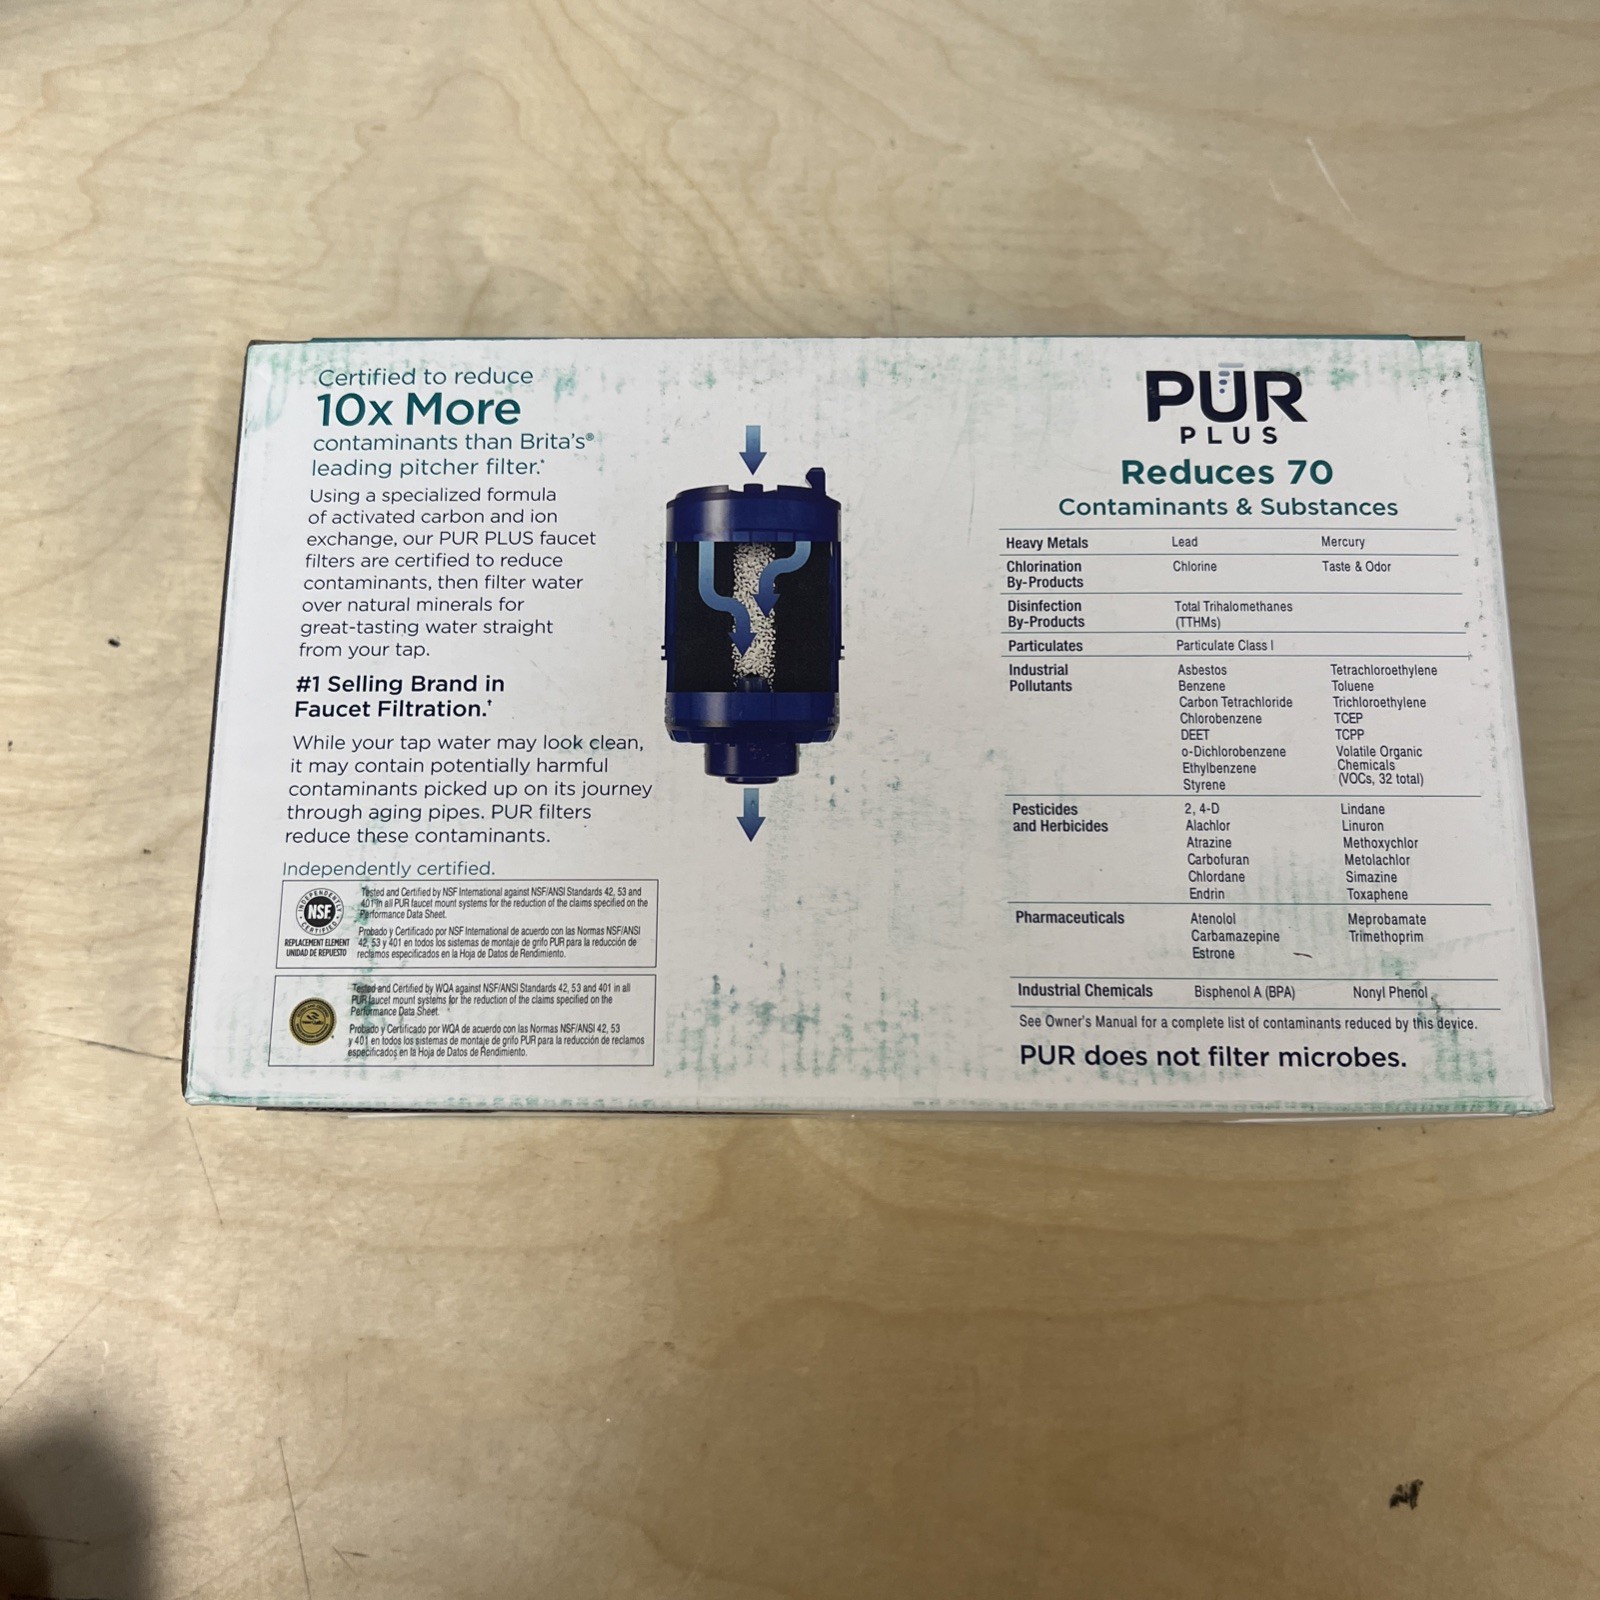 Certified to reduce
10x More
contaminants than Brita's®
leading pitcher filter.*
Using a specialized formula
of activated carbon and ion
exchange, our PUR PLUS faucet
filters are certified to reduce
contaminants, then filter water
over natural minerals for
great-tasting water straight
from your tap.
#1 Selling Brand in
Faucet Filtration.†
While your tap water may look clean,
it may contain potentially harmful
contaminants picked up on its journey
through aging pipes. PUR filters
reduce these contaminants.
Independently certified.
INDEPENDENTLY
NSF
CERTIFIED
REPLACEMENT ELEMENT
UNIDAD DE REPUESTO
Tested and Certified by NSF International against NSF/ANSI Standards 42, 53 and
401 in all PUR faucet mount systems for the reduction of the claims specified on the
Performance Data Sheet.
Probado y Certificado por NSF International de acuerdo con las Normas NSF/ANSI
42, 53 y 401 en todos los sistemas de montaje de grifo PUR para la reducción de
reclamos especificados en la Hoja de Datos de Rendimiento.
Tested and Certified by WQA against NSF/ANSI Standards 42, 53 and 401 in all
PUR faucet mount systems for the reduction of the claims specified on the
Performance Data Sheet.
Probado y Certificado por WQA de acuerdo con las Normas NSF/ANSI 42, 53
y 401 en todos los sistemas de montaje de grifo PUR para la reducción de reclamos
especificados en la Hoja de Datos de Rendimiento.
PUR
PLUS
Reduces 70
Contaminants & Substances
Heavy Metals Lead Mercury
Chlorination Chlorine Taste & Odor
By-Products
Disinfection Total Trihalomethanes
By-Products (TTHMs)
Particulates Particulate Class I
Industrial Asbestos Tetrachloroethylene
Pollutants Benzene Toluene
Carbon Tetrachloride Trichloroethylene
Chlorobenzene TCEP
DEET TCPP
o-Dichlorobenzene Volatile Organic
Ethylbenzene Chemicals
Styrene (VOCs, 32 total)
Pesticides 2, 4-D Lindane
and Herbicides Alachlor Linuron
Atrazine Methoxychlor
Carbofuran Metolachlor
Chlordane Simazine
Endrin Toxaphene
Pharmaceuticals Atenolol Meprobamate
Carbamazepine Trimethoprim
Estrone
Industrial Chemicals Bisphenol A (BPA) Nonyl Phenol
See Owner's Manual for a complete list of contaminants reduced by this device.
PUR does not filter microbes.